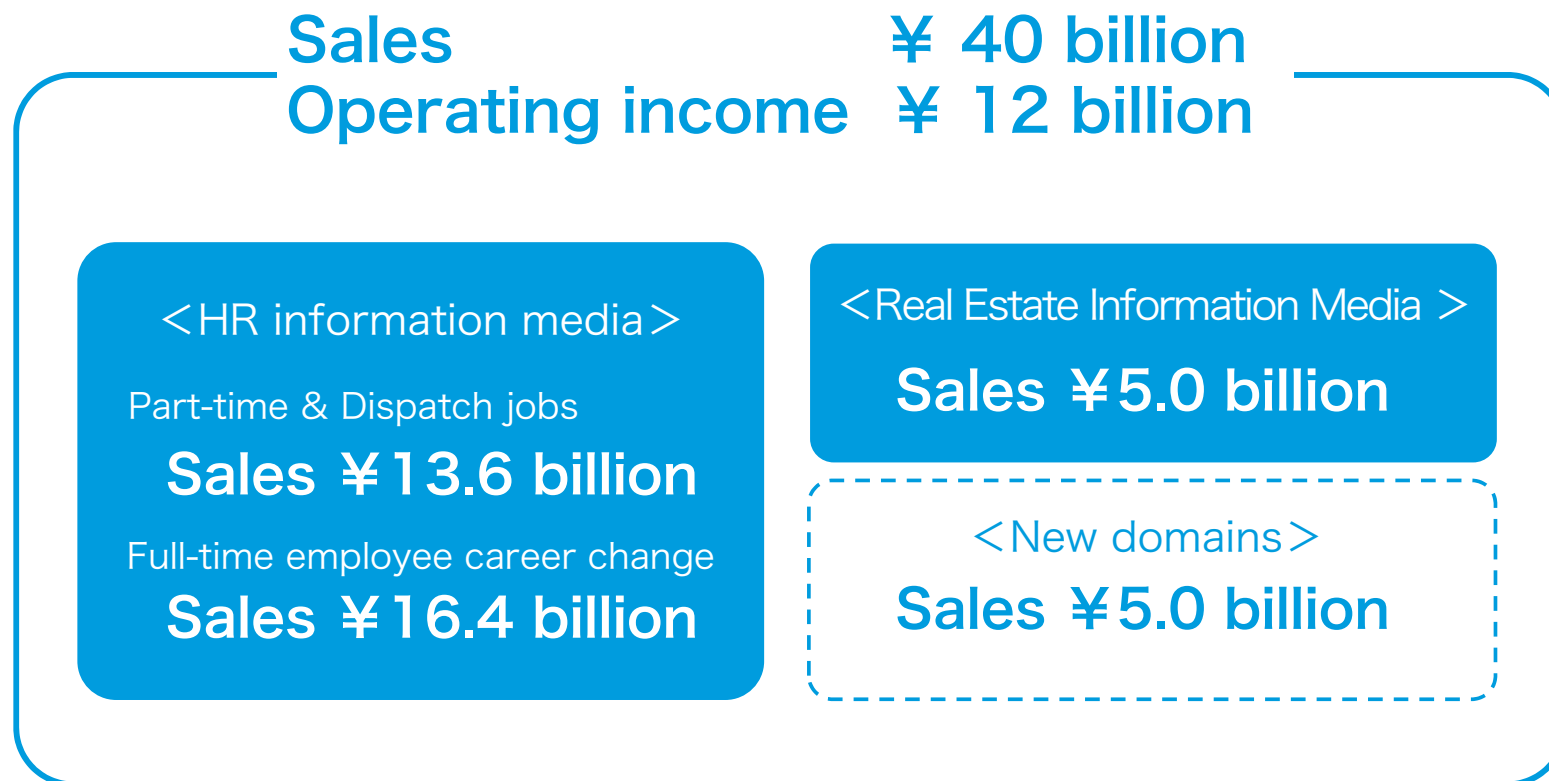 Sales ¥ 40 billion
Operating income ¥ 12 billion
＜HR information media＞
Part-time & Dispatch jobs
Sales ¥13.6 billion
Full-time employee career change
Sales ¥16.4 billion
＜Real Estate Information Media ＞
Sales ¥5.0 billion
＜New domains＞
Sales ¥5.0 billion